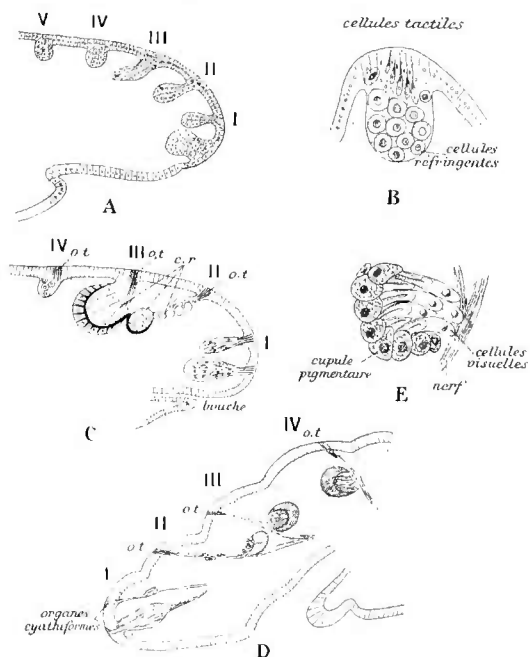 V IV III II I
A
cellules tactiles
cellules
réfringentes
B
IV o.t III o.t c.r II o.t I
bouche
C
cupule
pigmentaire
cellules
visuelles
nerf
E
IV o.t
III
o.t
II
o.t
I
organes
cyathiformes
D